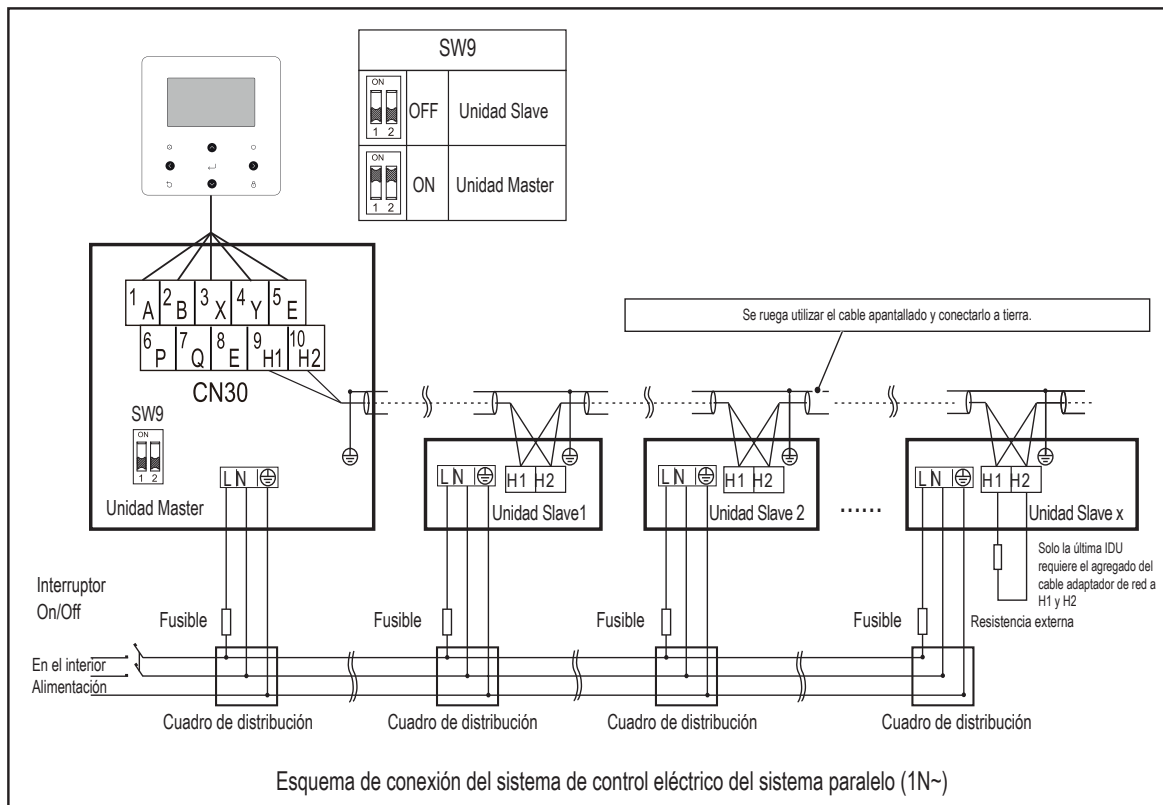 SW9
ON
1 2
OFF
Unidad Slave
ON
1 2
ON
Unidad Master
1 A 2 B 3 X 4 Y 5 E
6 P 7 Q 8 E 9 H1 10 H2
CN30
SW9
ON
1 2
Unidad Master
L N
Se ruega utilizar el cable apantallado y conectarlo a tierra.
L N
H1 H2
Unidad Slave1
L N
H1 H2
Unidad Slave 2
......
L N
H1 H2
Unidad Slave x
Solo la última IDU
requiere el agregado del
cable adaptador de red a
H1 y H2
Resistencia externa
Interruptor
On/Off
Fusible
Fusible
Fusible
Fusible
En el interior
Alimentación
Cuadro de distribución
Cuadro de distribución
Cuadro de distribución
Cuadro de distribución
Esquema de conexión del sistema de control eléctrico del sistema paralelo (1N~)